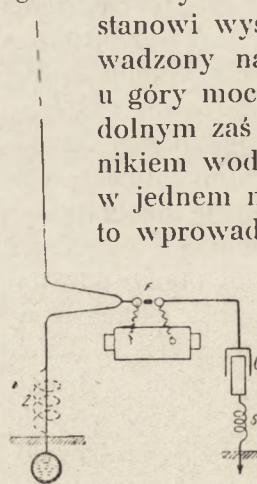 stanowi wys
wadzony na
u góry moc
dolnym zaś
nikiem wod
w jednem r
to wprowad
F
Z
s